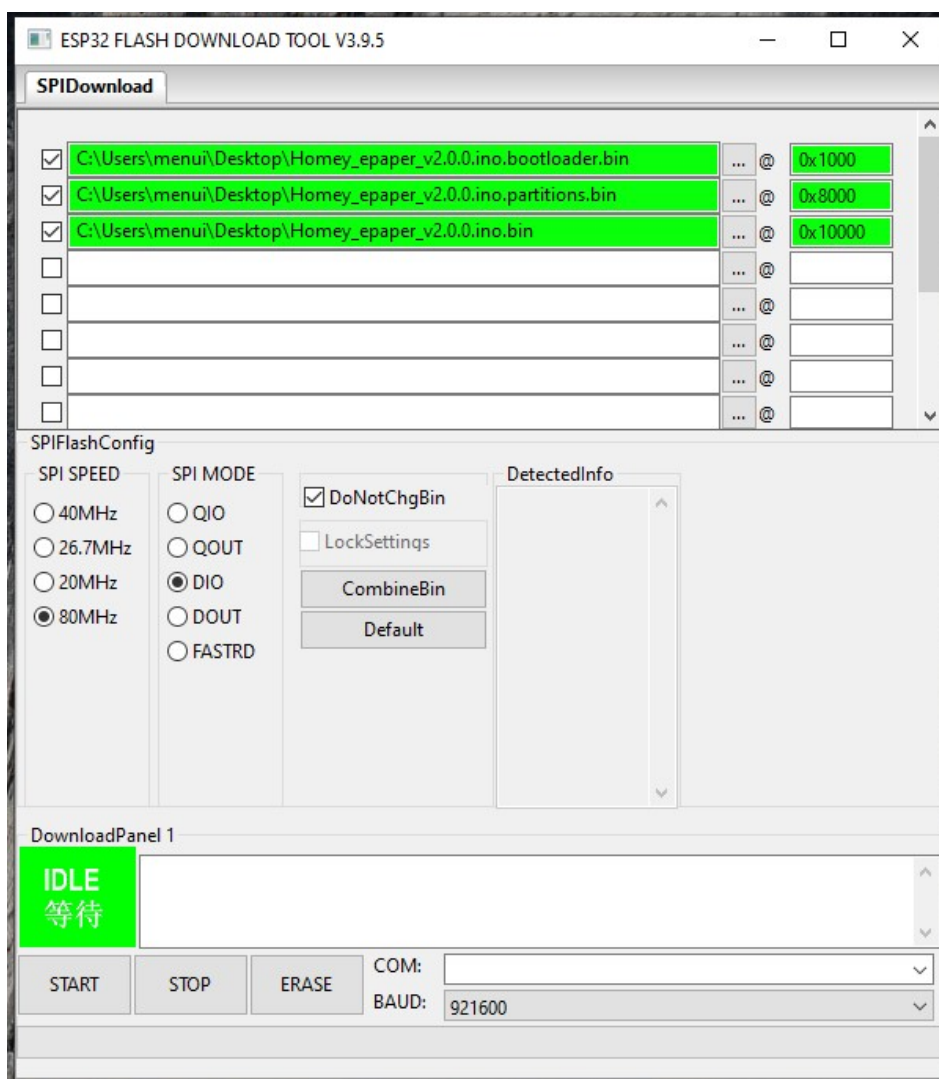 ESP32 FLASH DOWNLOAD TOOL V3.9.5
SPIDownload
C:\Users\menui\Desktop\Homey_epaper_v2.0.0.ino.bootloader.bin ... @ 0x1000
C:\Users\menui\Desktop\Homey_epaper_v2.0.0.ino.partitions.bin ... @ 0x8000
C:\Users\menui\Desktop\Homey_epaper_v2.0.0.ino.bin ... @ 0x10000
... @
... @
... @
... @
... @
SPIFlashConfig
SPI SPEED
40MHz
26.7MHz
20MHz
80MHz
SPI MODE
QIO
QOUT
DIO
DOUT
FASTRD
DoNotChgBin
LockSettings
CombineBin
Default
DetectedInfo
DownloadPanel 1
IDLE
等待
START STOP ERASE
COM:
BAUD: 921600